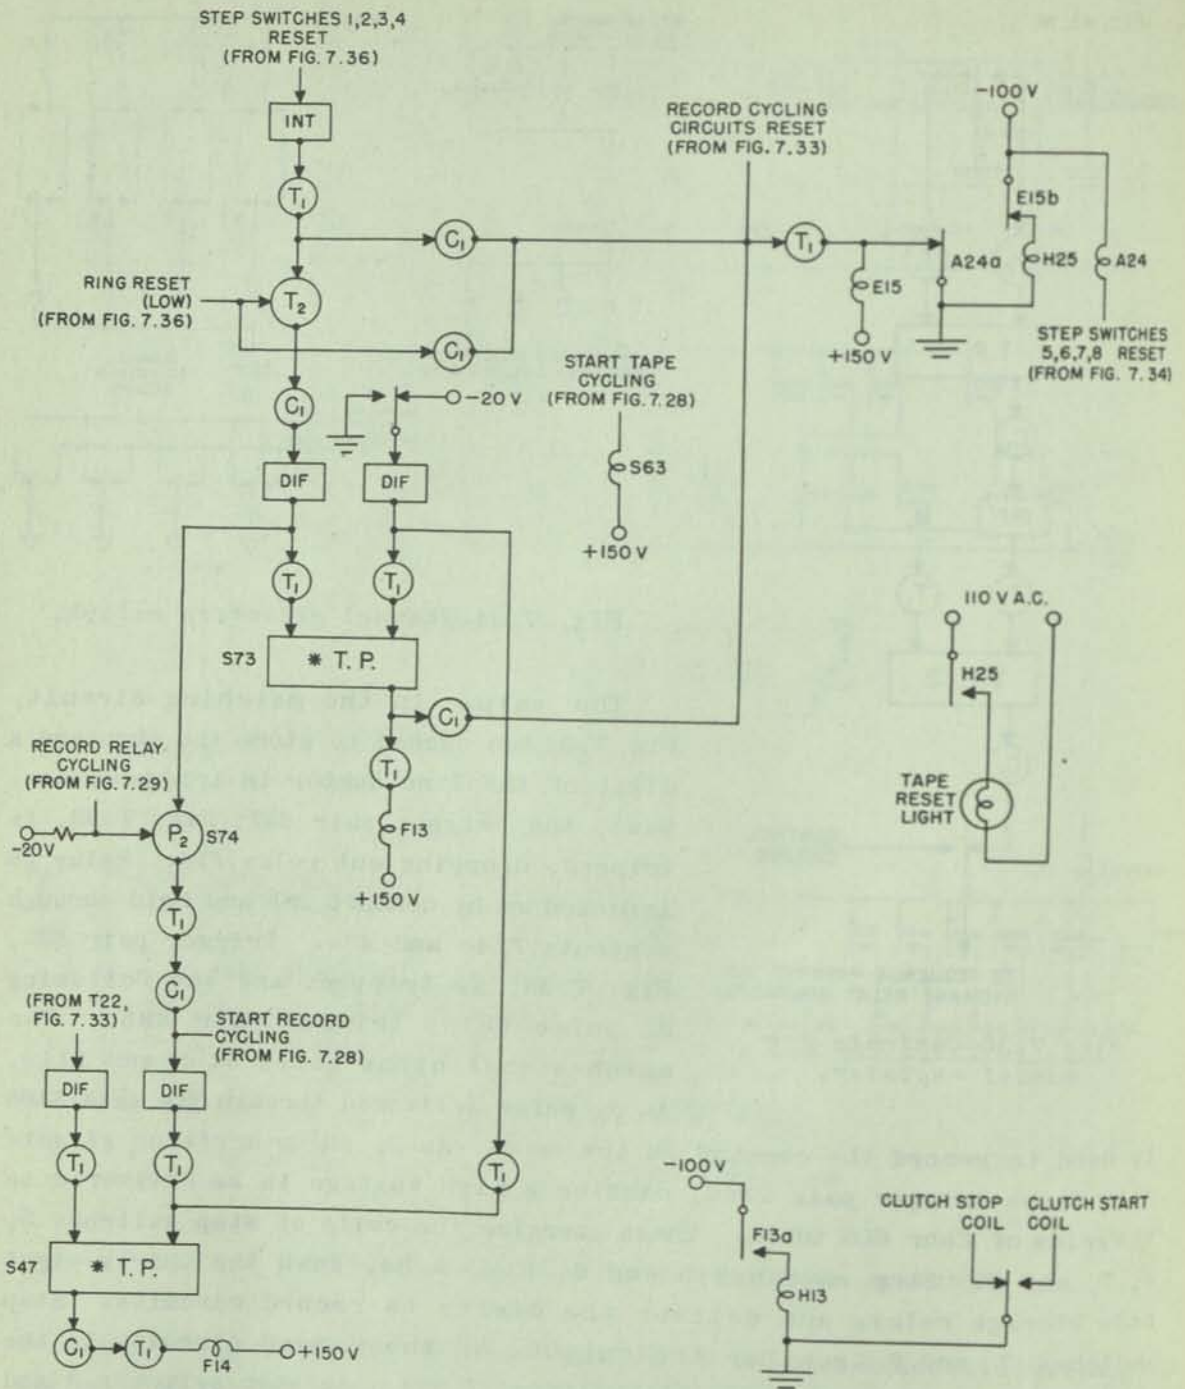 STEP SWITCHES 1,2,3,4
RESET
(FROM FIG. 7.36)
INT
T1
C1
RING RESET
(LOW)
(FROM FIG. 7.36)
T2
C1
C1
RECORD CYCLING
CIRCUITS RESET
(FROM FIG. 7.33)
T1
E15
+150 V
-100 V
E15b
A24a
H25
A24
STEP SWITCHES
5,6,7,8 RESET
(FROM FIG. 7.34)
-20 V
START TAPE
CYCLING
(FROM FIG. 7.28)
S63
+150 V
DIF
DIF
T1
T1
S73
* T. P.
C1
T1
F13
+150 V
110 V A.C.
H25
TAPE
RESET
LIGHT
RECORD RELAY
CYCLING
(FROM FIG. 7.29)
-20V
P2
S74
T1
C1
(FROM T22,
FIG. 7.33)
START RECORD
CYCLING
(FROM FIG. 7.28)
DIF
DIF
T1
T1
T1
S47
* T. P.
C1
T1
F14
+150 V
-100V
F13a
H13
CLUTCH STOP
COIL
CLUTCH START
COIL